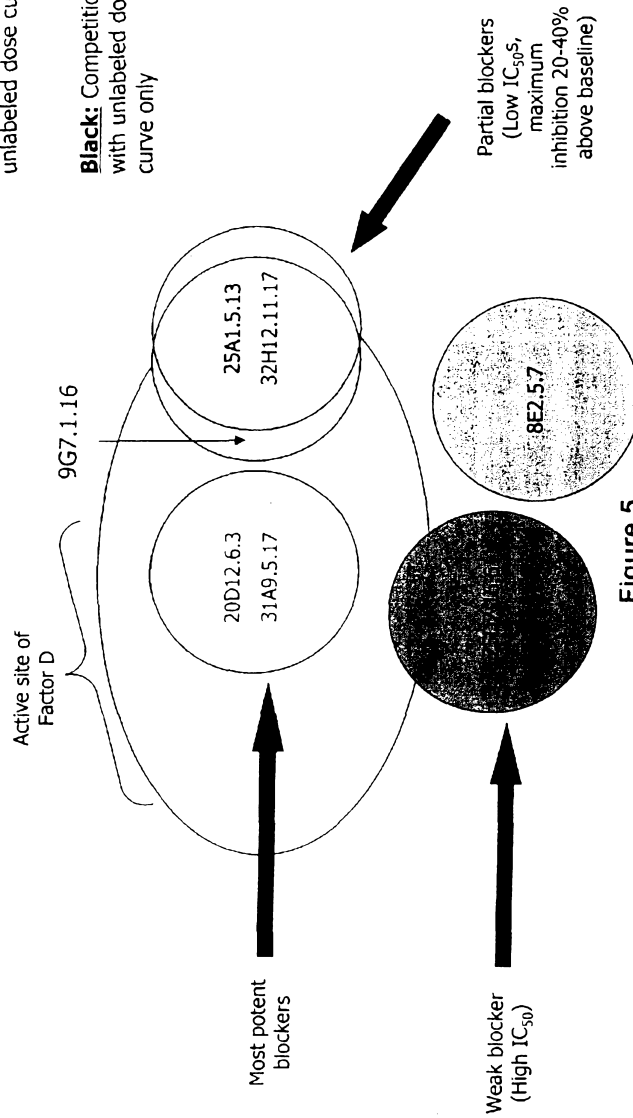 unlabeled dose cu
Black: Competitio
with unlabeled do
curve only
Active site of
Factor D
9G7.1.16
20D12.6.3
31A9.5.17
25A1.5.13
32H12.11.17
8E2.5.7
Most potent
blockers
Weak blocker
(High IC₅₀)
Partial blockers
(Low IC₅₀s,
maximum
inhibition 20-40%
above baseline)
Figure 5